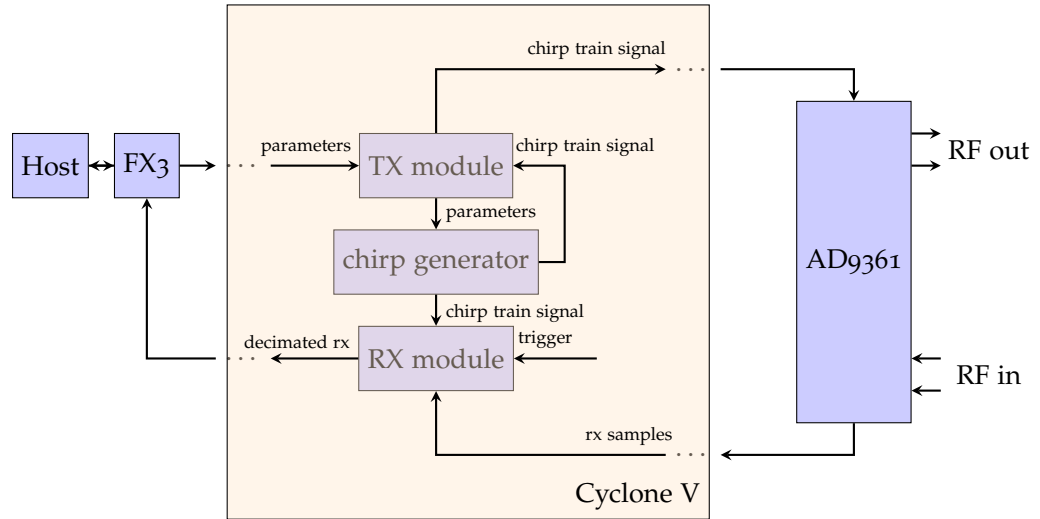 chirp train signal
. . .
Host
FX3
. . .
parameters
TX module
chirp train signal
RF out
parameters
chirp generator
AD9361
chirp train signal
. . .
decimated rx
RX module
trigger
RF in
rx samples
. . .
Cyclone V